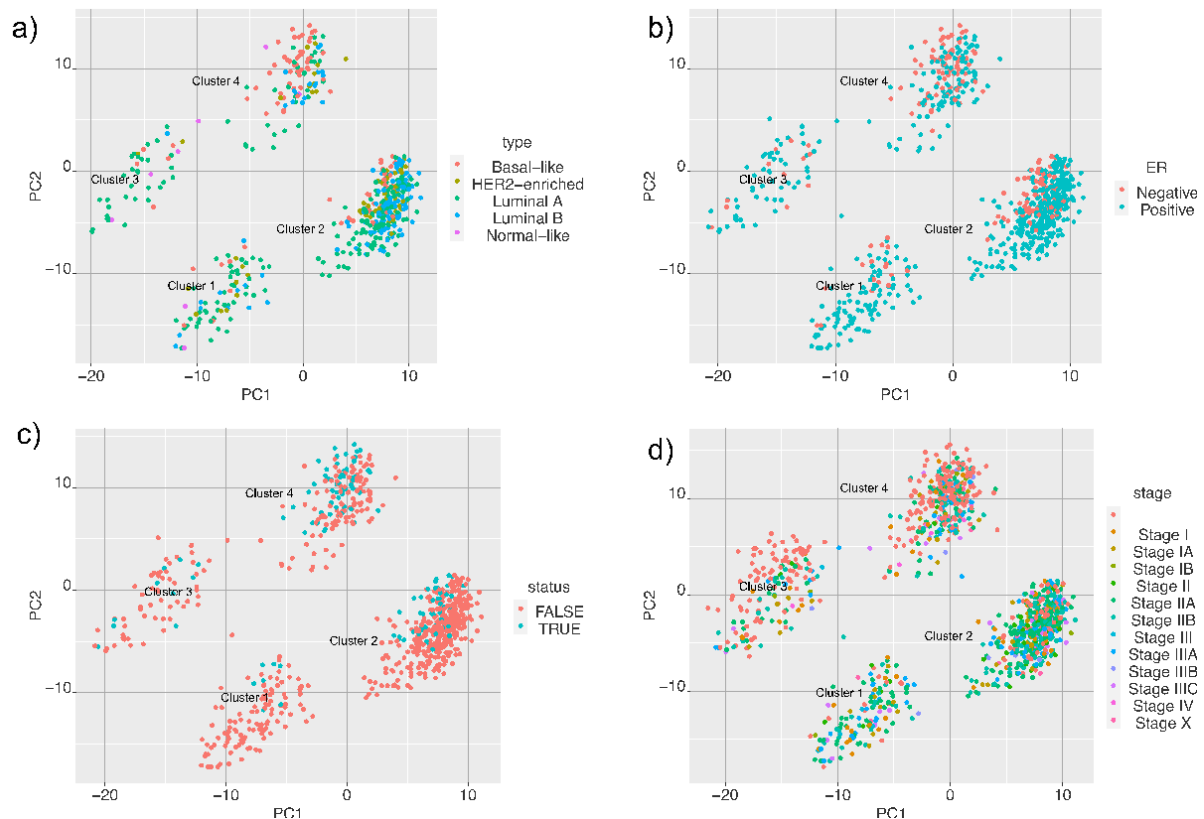 a)
10
0
−10
PC2
−20
−10
0
10
PC1
Cluster 4
Cluster 3
Cluster 2
Cluster 1
type
Basal−like
HER2−enriched
Luminal A
Luminal B
Normal−like
b)
10
0
−10
PC2
−20
−10
0
10
PC1
Cluster 4
Cluster 3
Cluster 2
Cluster 1
ER
Negative
Positive
c)
10
0
−10
PC2
−20
−10
0
10
PC1
Cluster 4
Cluster 3
Cluster 2
Cluster 1
status
FALSE
TRUE
d)
10
0
−10
PC2
−20
−10
0
10
PC1
Cluster 4
Cluster 3
Cluster 2
Cluster 1
stage
Stage I
Stage IA
Stage IB
Stage II
Stage IIA
Stage IIB
Stage III
Stage IIIA
Stage IIIB
Stage IIIC
Stage IV
Stage X